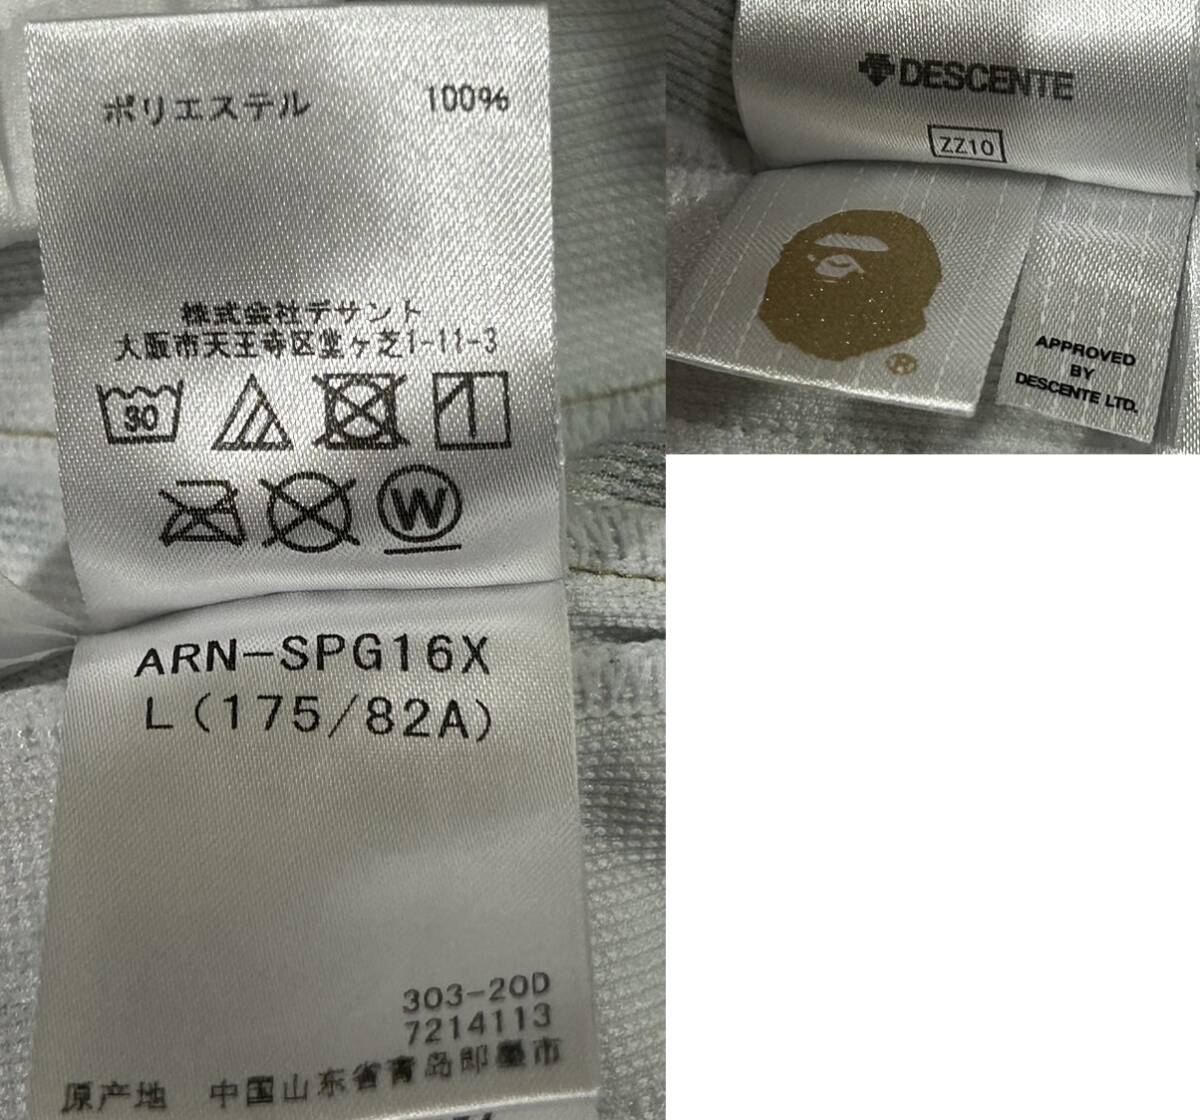 ポリエステル 100%
株式会社デサント
大阪市天王寺区堂ヶ芝1-11-3
30
W
ARN-SPG16X
L(175/82A)
303-20D
7214113
原产地 中国山东省青岛即墨市
DESCENTE
ZZ10
®
APPROVED
BY
DESCENTE LTD.